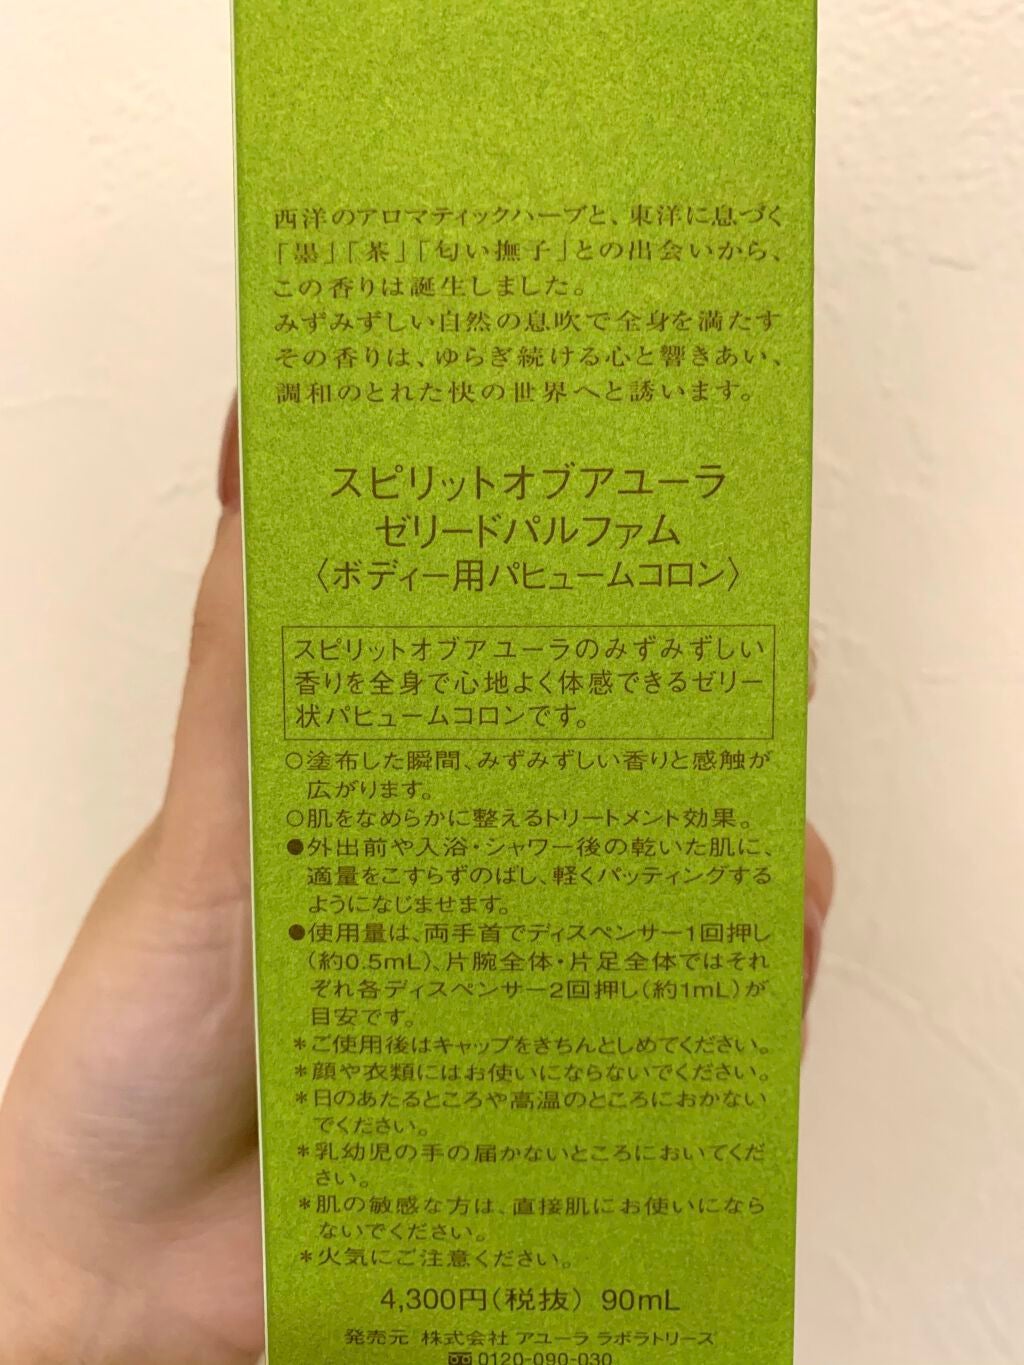 西洋のアロマティックハーブと、東洋に息づく
「墨」「茶」「匂い撫子」との出会いから、
この香りは誕生しました。
みずみずしい自然の息吹で全身を満たす
その香りは、ゆらぎ続ける心と響きあい、
調和のとれた快の世界へと誘います。
スピリットオブアユーラ
ゼリードパルファム
〈ボディー用パヒュームコロン〉
スピリットオブアユーラのみずみずしい
香りを全身で心地よく体感できるゼリー
状パヒュームコロンです。
○塗布した瞬間、みずみずしい香りと感触が
広がります。
○肌をなめらかに整えるトリートメント効果。
●外出前や入浴・シャワー後の乾いた肌に、
適量をこすらずのばし、軽くパッティングする
ようになじませます。
●使用量は、両手首でディスペンサー1回押し
(約0.5mL)、片腕全体・片足全体ではそれ
ぞれ各ディスペンサー2回押し(約1mL)が
目安です。
＊ご使用後はキャップをきちんとしめてください。
＊顔や衣類にはお使いにならないでください。
＊日のあたるところや高温のところにおかない
でください。
＊乳幼児の手の届かないところにおいてくだ
さい。
＊肌の敏感な方は、直接肌にお使いになら
ないでください。
＊火気にご注意ください。
4,300円(税抜) 90mL
発売元 株式会社 アユーラ ラボラトリーズ
0120-090-030